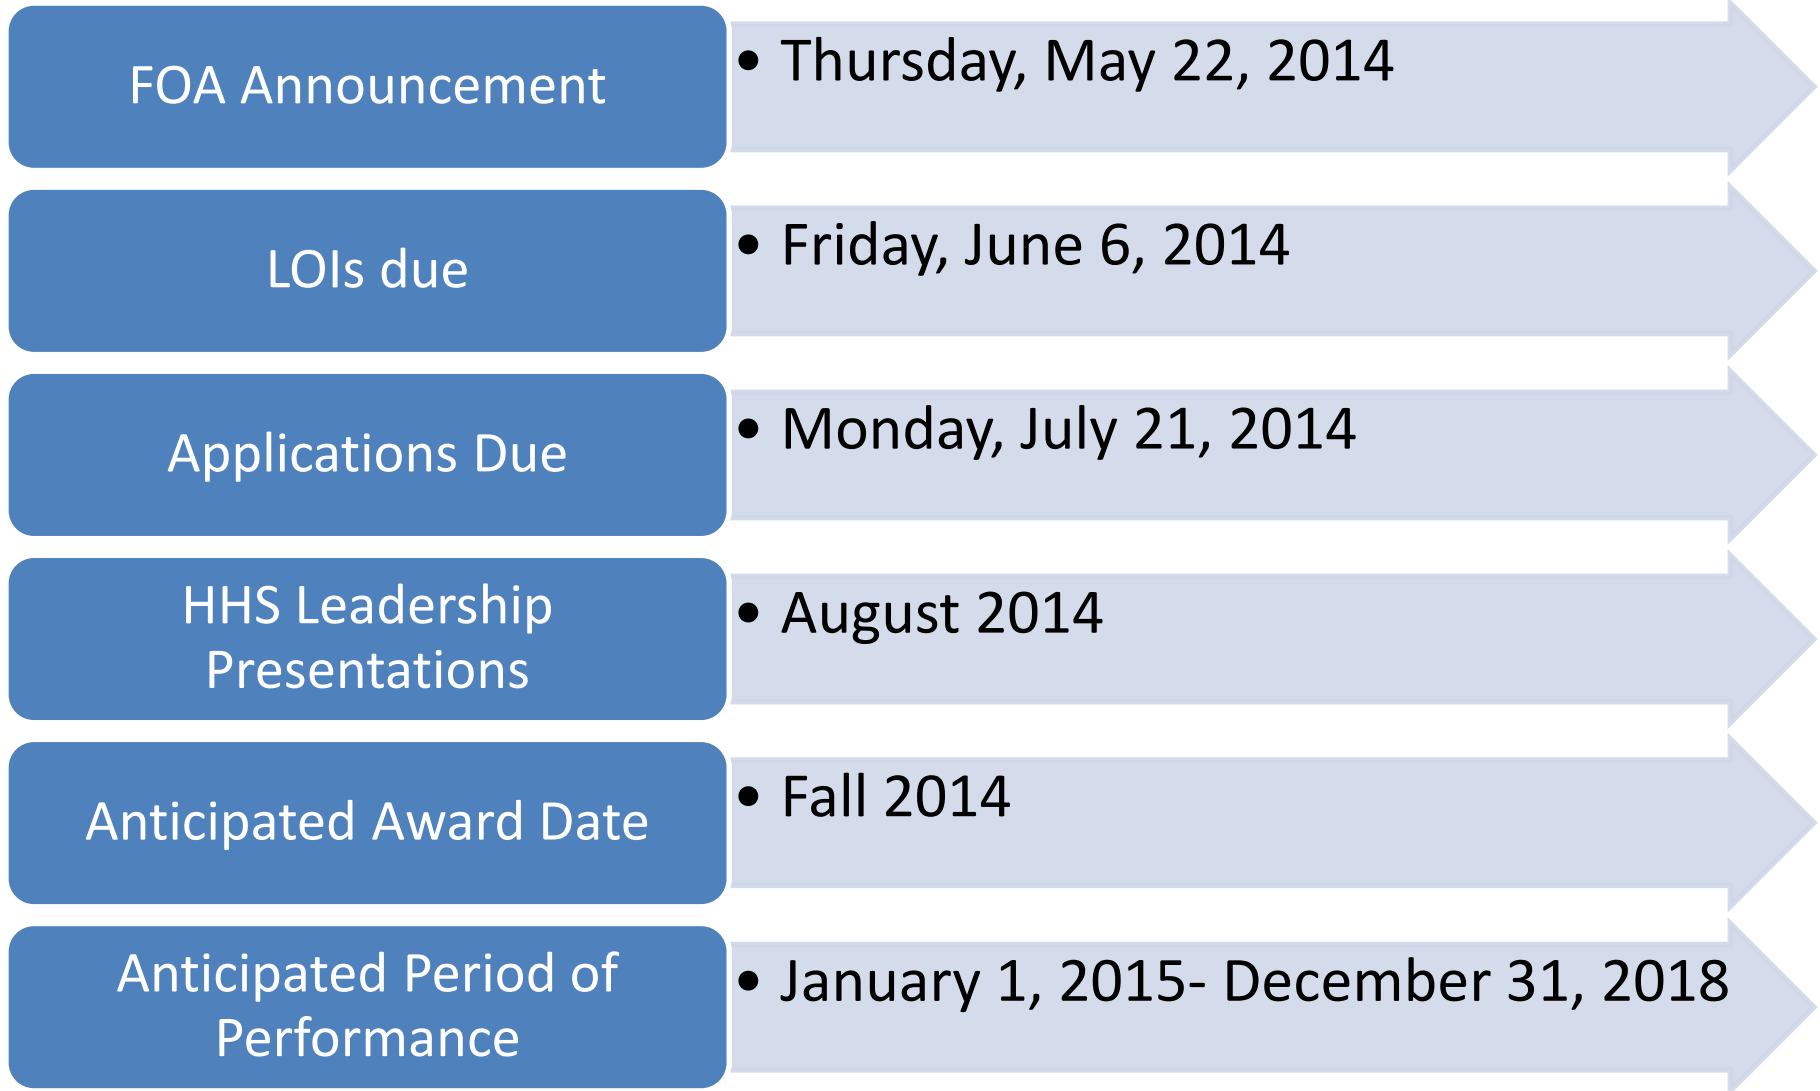 FOA Announcement
• Thursday, May 22, 2014
LOIs due
• Friday, June 6, 2014
Applications Due
• Monday, July 21, 2014
HHS Leadership
Presentations
• August 2014
Anticipated Award Date
• Fall 2014
Anticipated Period of
Performance
• January 1, 2015- December 31, 2018